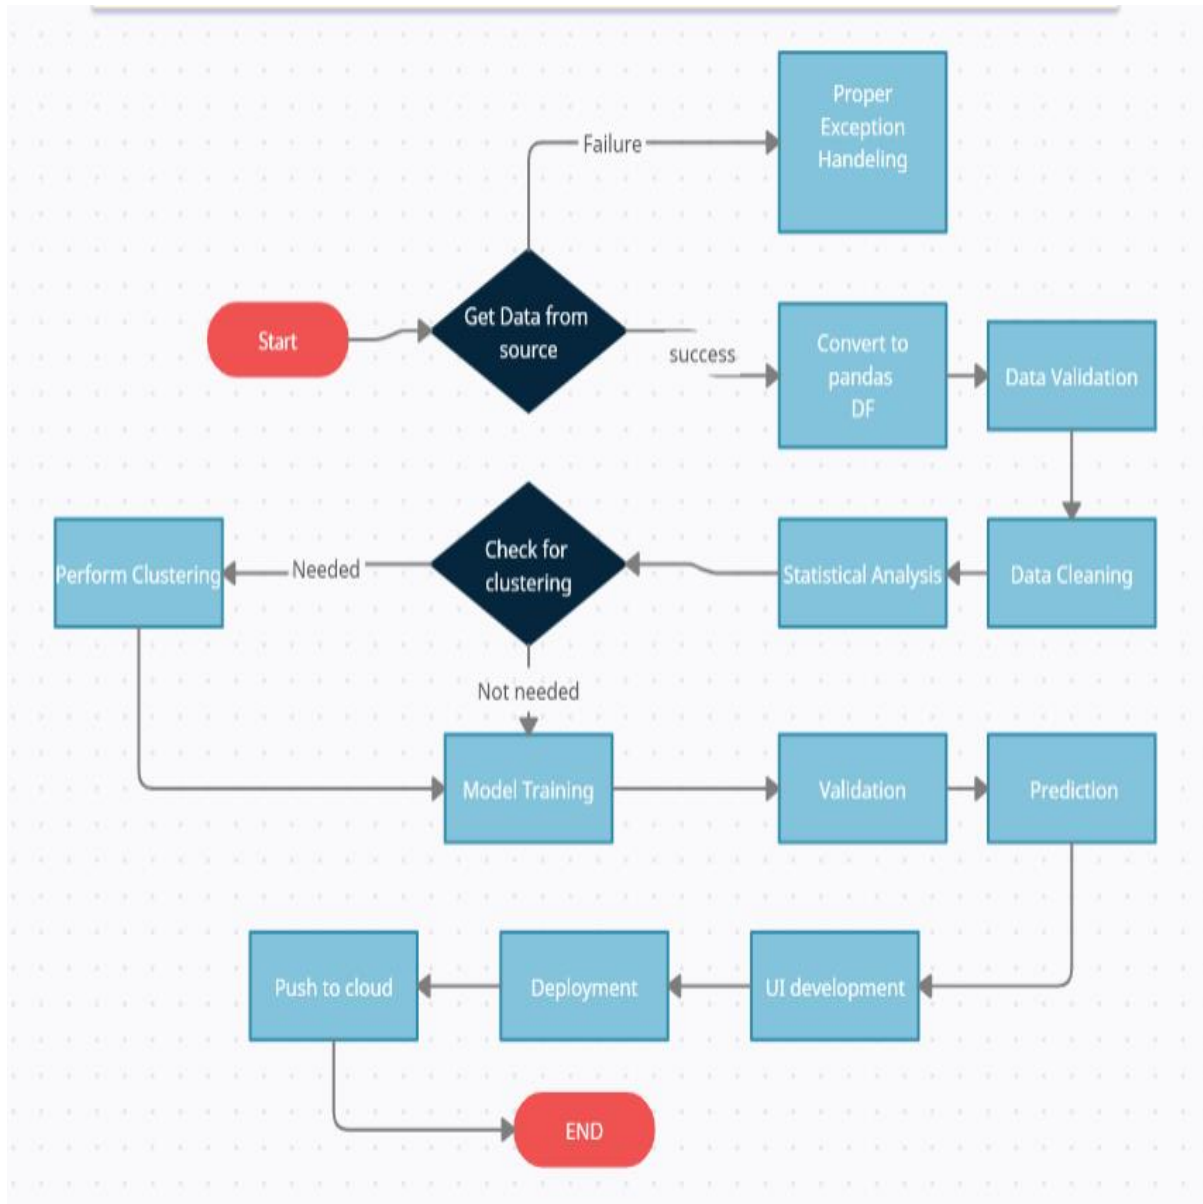 Proper
Exception
Handeling
Failure
Start
Get Data from
source
success
Convert to
pandas
DF
Data Validation
Perform Clustering
Needed
Check for
clustering
Statistical Analysis
Data Cleaning
Not needed
Model Training
Validation
Prediction
Push to cloud
Deployment
UI development
END